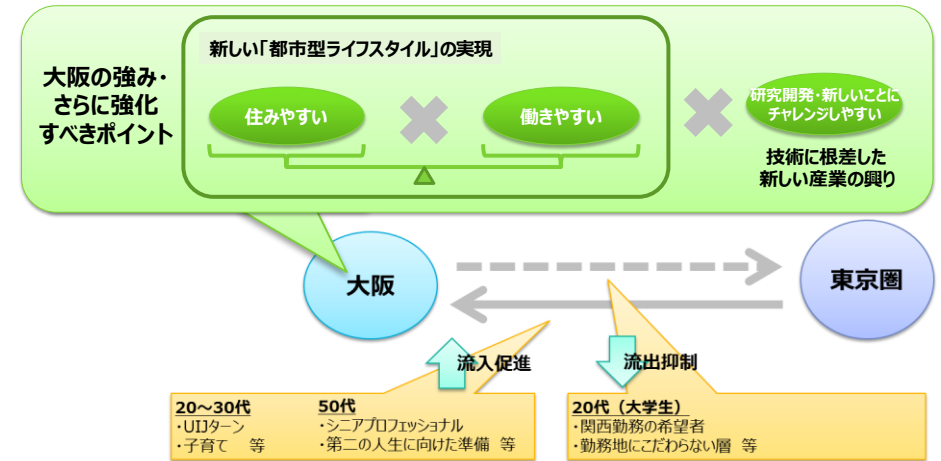 大阪の強み・
さらに強化
すべきポイント
新しい「都市型ライフスタイル」の実現
住みやすい
働きやすい
研究開発・新しいことに
チャレンジしやすい
技術に根差した
新しい産業の興り
大阪
東京圏
流入促進
流出抑制
20～30代
・UIJターン
・子育て 等
50代
・シニアプロフェッショナル
・第二の人生に向けた準備 等
20代（大学生）
・関西勤務の希望者
・勤務地にこだわらない層 等